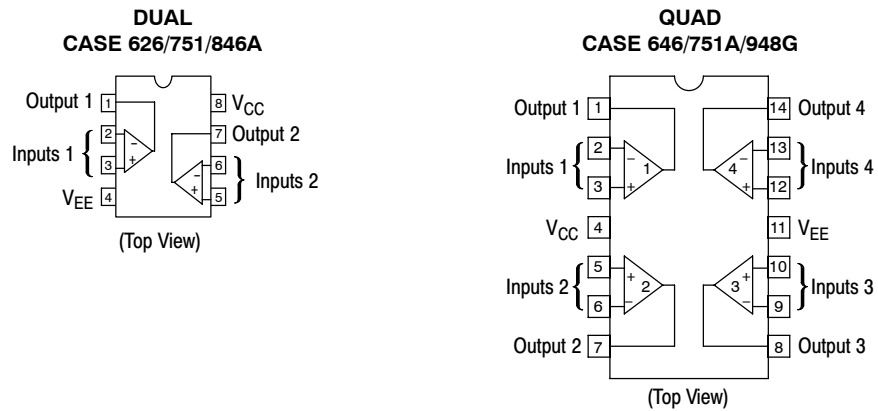 DUAL
CASE 626/751/846A
Output 1 1
8 VCC
2
7 Output 2
Inputs 1
−
+
3
6
−
+
Inputs 2
VEE 4
5
(Top View)
QUAD
CASE 646/751A/948G
Output 1 1
14 Output 4
2
13
Inputs 1
−
1
+
−
4
+
Inputs 4
3
12
VCC 4
11 VEE
5
10
Inputs 2
+
2
−
+
3
−
Inputs 3
6
9
Output 2 7
8 Output 3
(Top View)